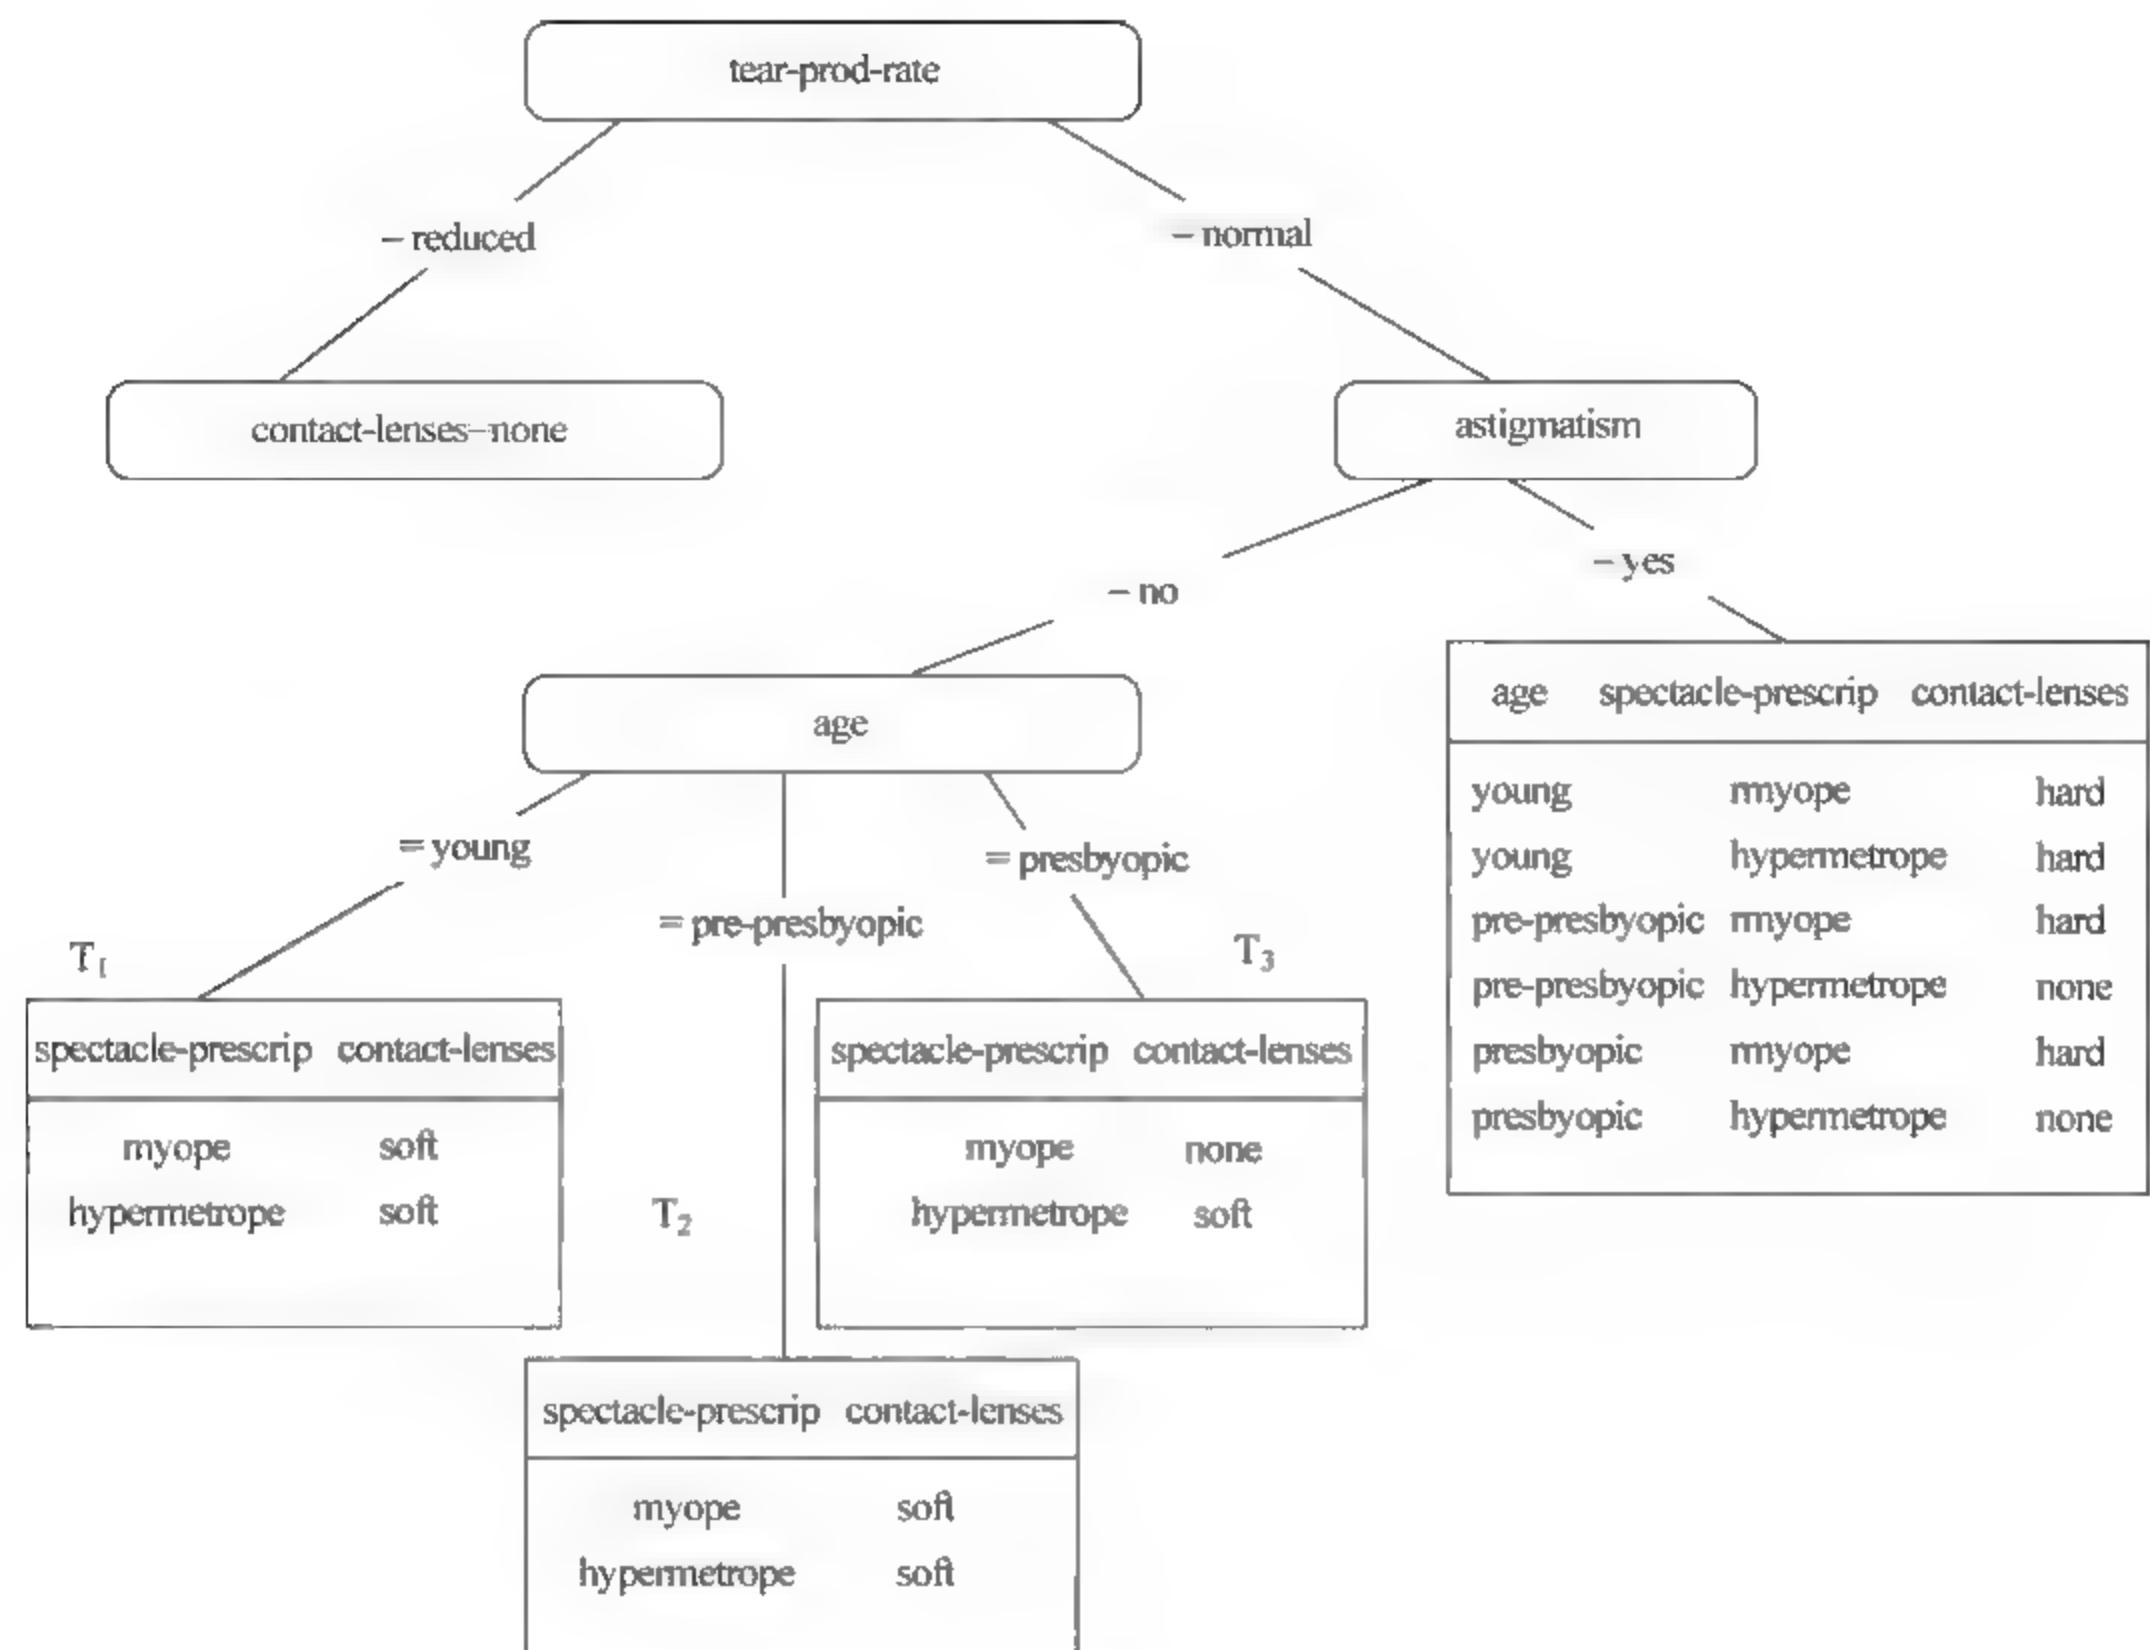 tear-prod-rate
– reduced
– normal
contact-lenses–none
astigmatism
– no
– yes
age
= young
= pre-presbyopic
= presbyopic
age spectacle-prescrip contact-lenses
young rmyope hard
young hypermetrope hard
pre-presbyopic rmyope hard
pre-presbyopic hypermetrope none
presbyopic rmyope hard
presbyopic hypermetrope none
T1
spectacle-prescrip contact-lenses
myope soft
hypermetrope soft
T3
spectacle-prescrip contact-lenses
myope none
hypermetrope soft
T2
spectacle-prescrip contact-lenses
myope soft
hypermetrope soft